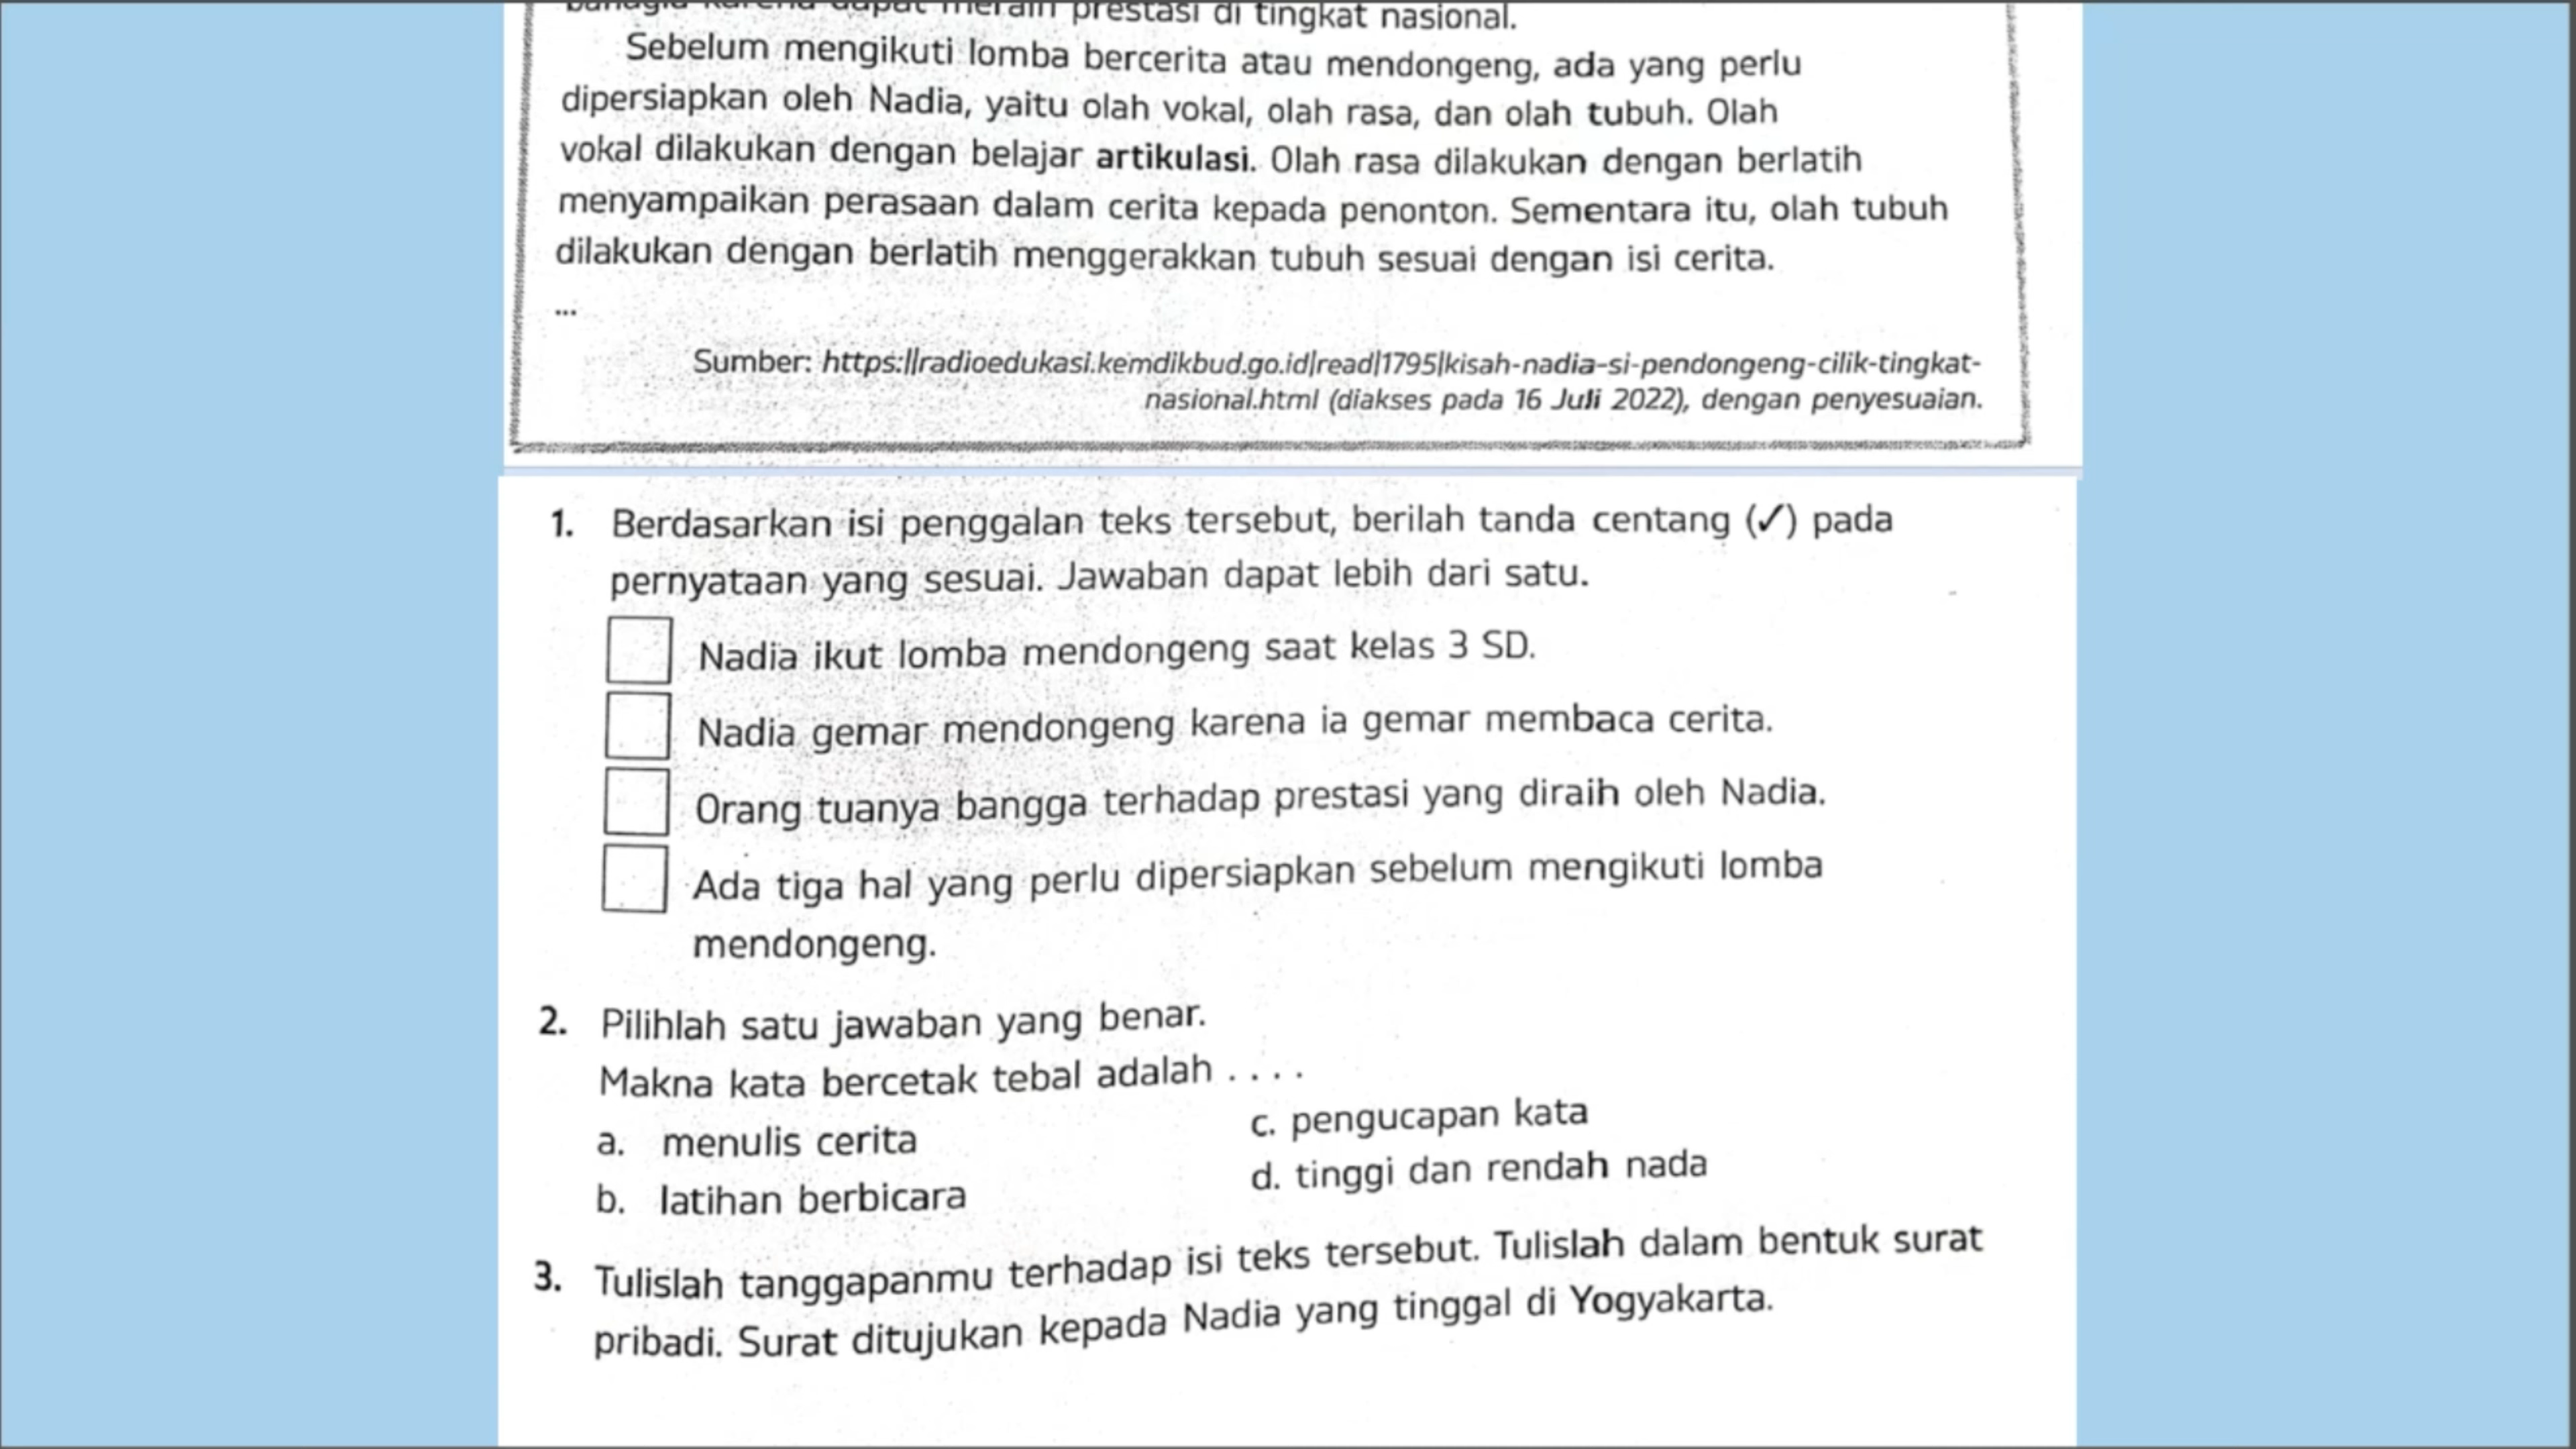 bahagia karena dapat meraih prestasi di tingkat nasional.
Sebelum mengikuti lomba bercerita atau mendongeng, ada yang perlu
dipersiapkan oleh Nadia, yaitu olah vokal, olah rasa, dan olah tubuh. Olah
vokal dilakukan dengan belajar artikulasi. Olah rasa dilakukan dengan berlatih
menyampaikan perasaan dalam cerita kepada penonton. Sementara itu, olah tubuh
dilakukan dengan berlatih menggerakkan tubuh sesuai dengan isi cerita.
...
Sumber: https:||radioedukasi.kemdikbud.go.id|read|1795|kisah-nadia-si-pendongeng-cilik-tingkat-
nasional.html (diakses pada 16 Juli 2022), dengan penyesuaian.
1. Berdasarkan isi penggalan teks tersebut, berilah tanda centang (✓) pada
pernyataan yang sesuai. Jawaban dapat lebih dari satu.
Nadia ikut lomba mendongeng saat kelas 3 SD.
Nadia gemar mendongeng karena ia gemar membaca cerita.
Orang tuanya bangga terhadap prestasi yang diraih oleh Nadia.
Ada tiga hal yang perlu dipersiapkan sebelum mengikuti lomba
mendongeng.
2. Pilihlah satu jawaban yang benar.
Makna kata bercetak tebal adalah . . . .
a. menulis cerita
b. latihan berbicara
c. pengucapan kata
d. tinggi dan rendah nada
3. Tulislah tanggapanmu terhadap isi teks tersebut. Tulislah dalam bentuk surat
pribadi. Surat ditujukan kepada Nadia yang tinggal di Yogyakarta.